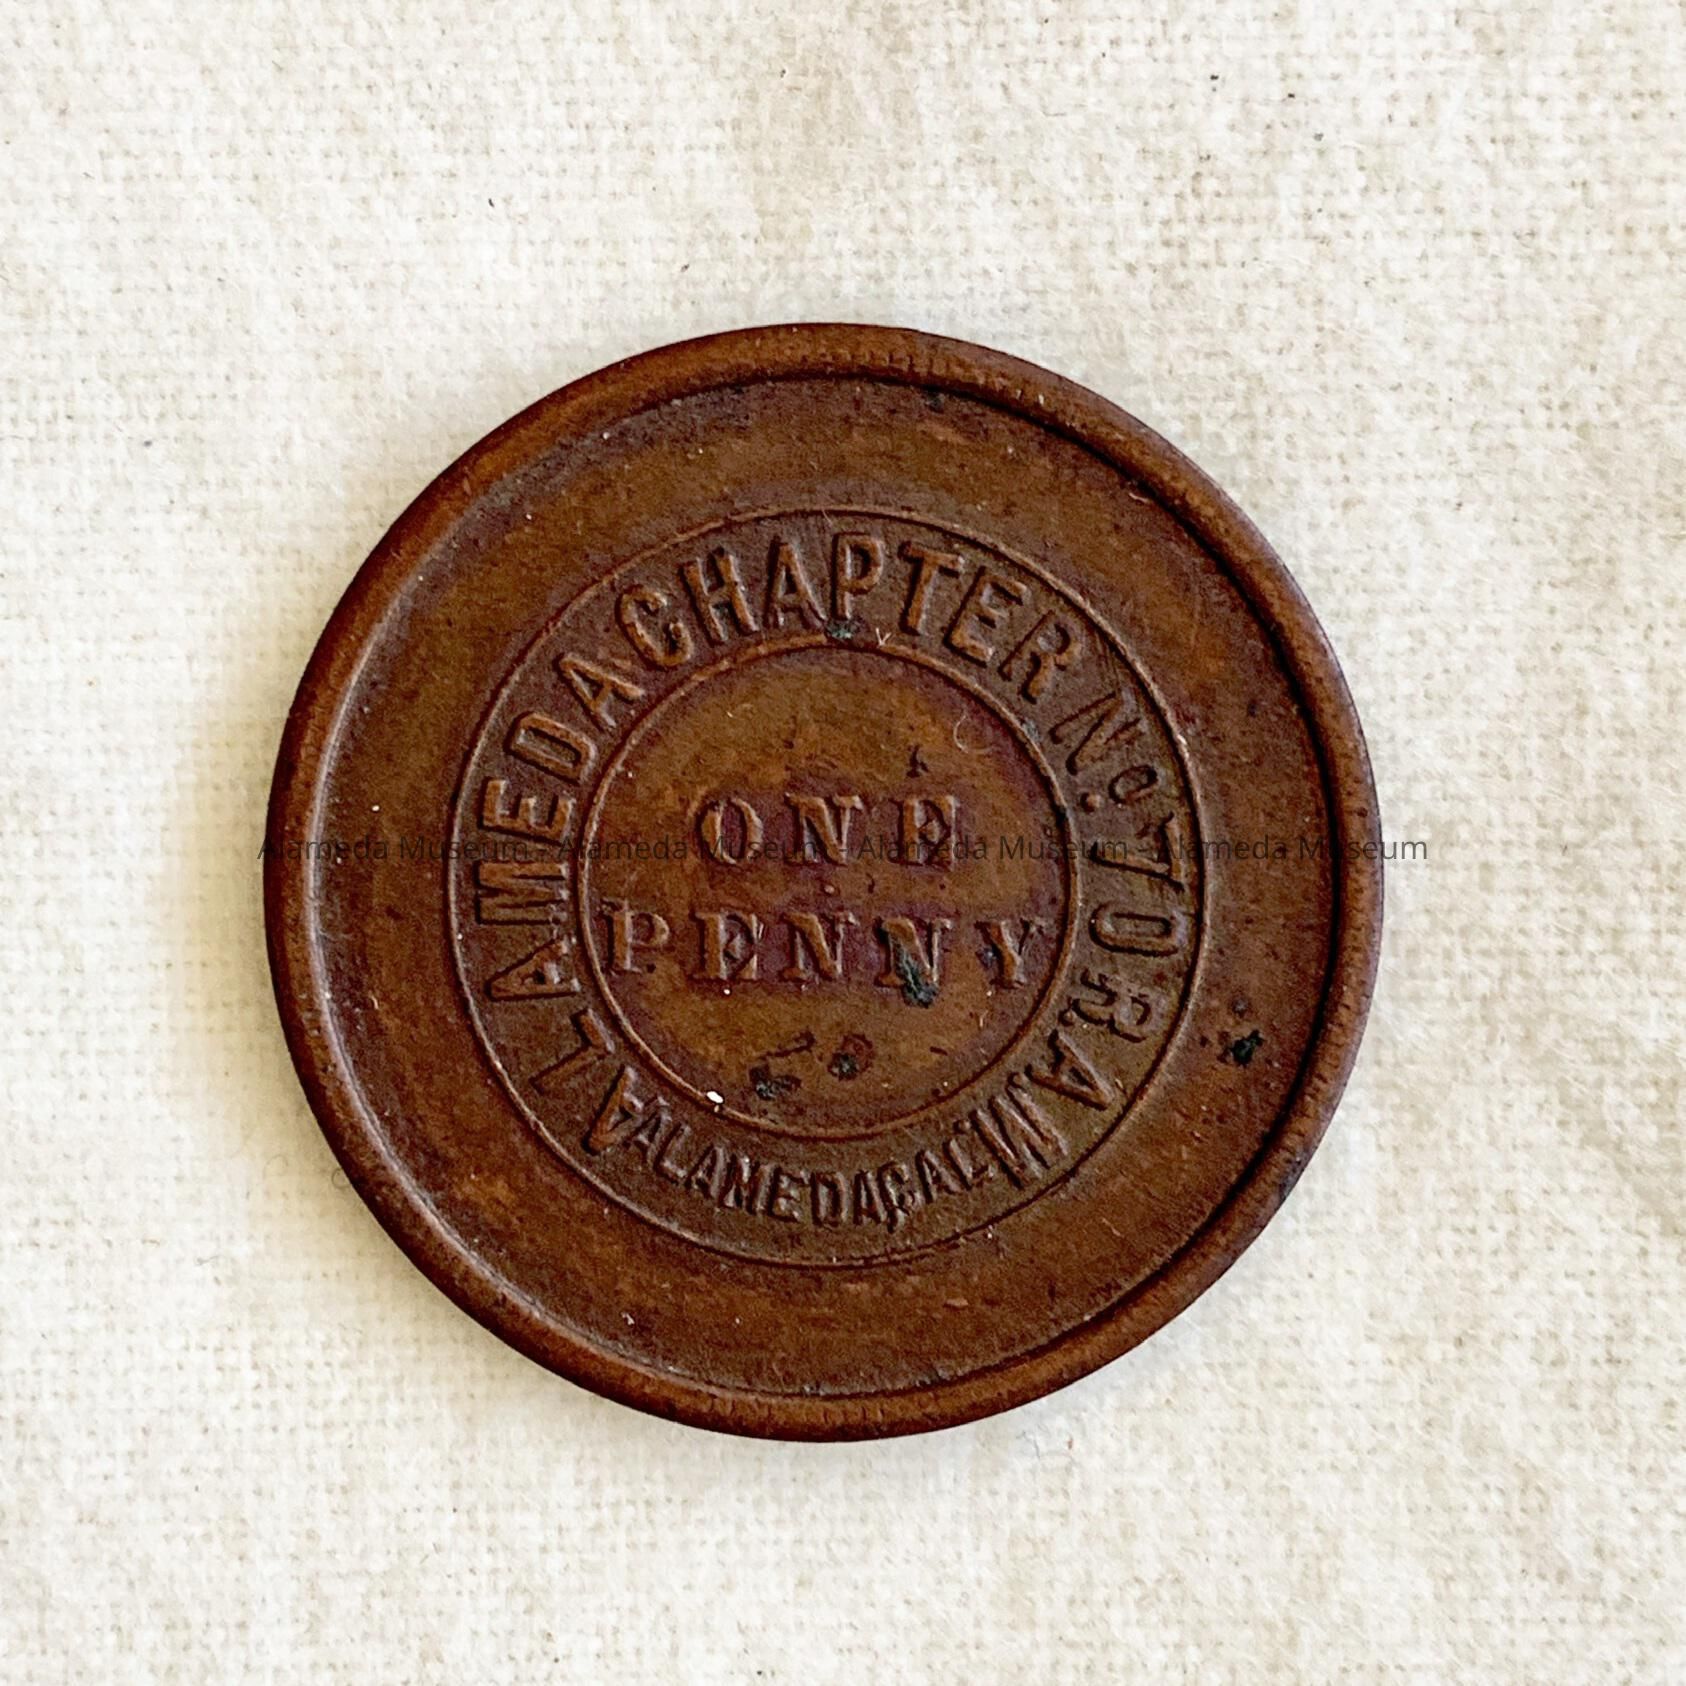 ALAMEDA CHAPTER No. 70 R.A.M.
ALAMEDA, CAL.
ONE
PENNY
Alameda Museum - Alameda Museum - Alameda Museum - Alameda Museum